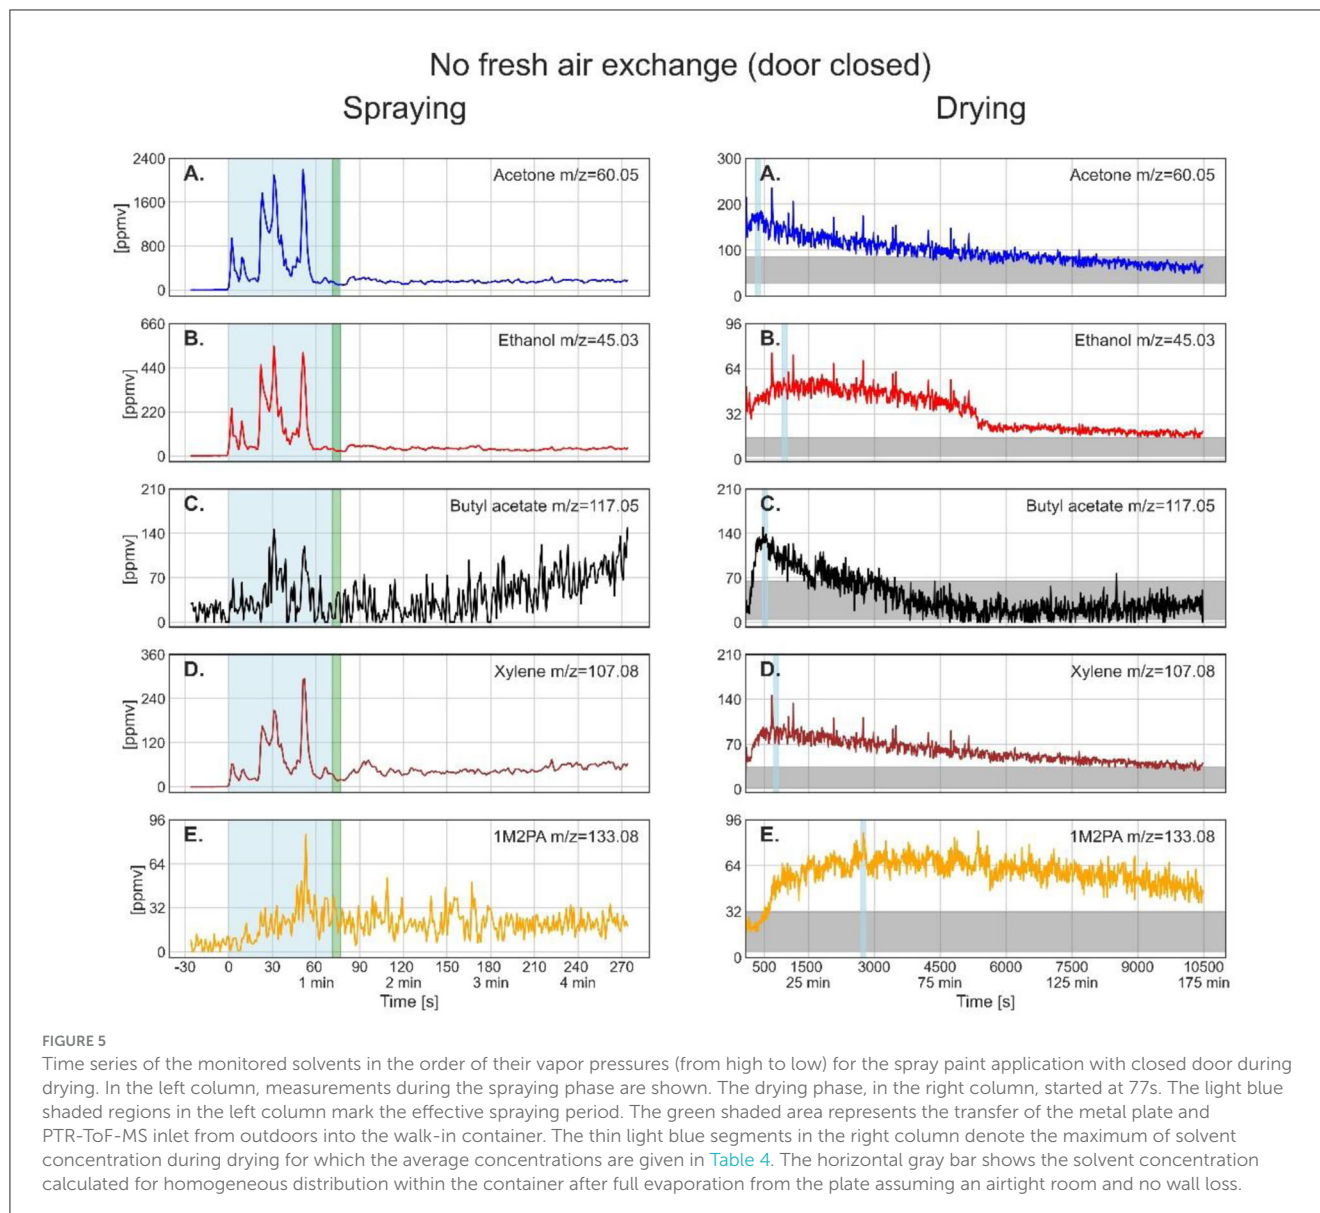 No fresh air exchange (door closed)
Spraying
Drying
A.
Acetone m/z=60.05
[ppmv]
2400
1600
800
0
B.
Ethanol m/z=45.03
[ppmv]
660
440
220
0
C.
Butyl acetate m/z=117.05
[ppmv]
210
140
70
0
D.
Xylene m/z=107.08
[ppmv]
360
240
120
0
E.
1M2PA m/z=133.08
[ppmv]
96
64
32
0
-30 0 30 60 90 120 150 180 210 240 270
1 min 2 min 3 min 4 min
Time [s]
A.
Acetone m/z=60.05
300
200
100
0
B.
Ethanol m/z=45.03
96
64
32
0
C.
Butyl acetate m/z=117.05
210
140
70
0
D.
Xylene m/z=107.08
210
140
70
0
E.
1M2PA m/z=133.08
96
64
32
0
500 1500 3000 4500 6000 7500 9000 10500
25 min 75 min 125 min 175 min
Time [s]
FIGURE 5
Time series of the monitored solvents in the order of their vapor pressures (from high to low) for the spray paint application with closed door during
drying. In the left column, measurements during the spraying phase are shown. The drying phase, in the right column, started at 77s. The light blue
shaded regions in the left column mark the effective spraying period. The green shaded area represents the transfer of the metal plate and
PTR-ToF-MS inlet from outdoors into the walk-in container. The thin light blue segments in the right column denote the maximum of solvent
concentration during drying for which the average concentrations are given in Table 4. The horizontal gray bar shows the solvent concentration
calculated for homogeneous distribution within the container after full evaporation from the plate assuming an airtight room and no wall loss.